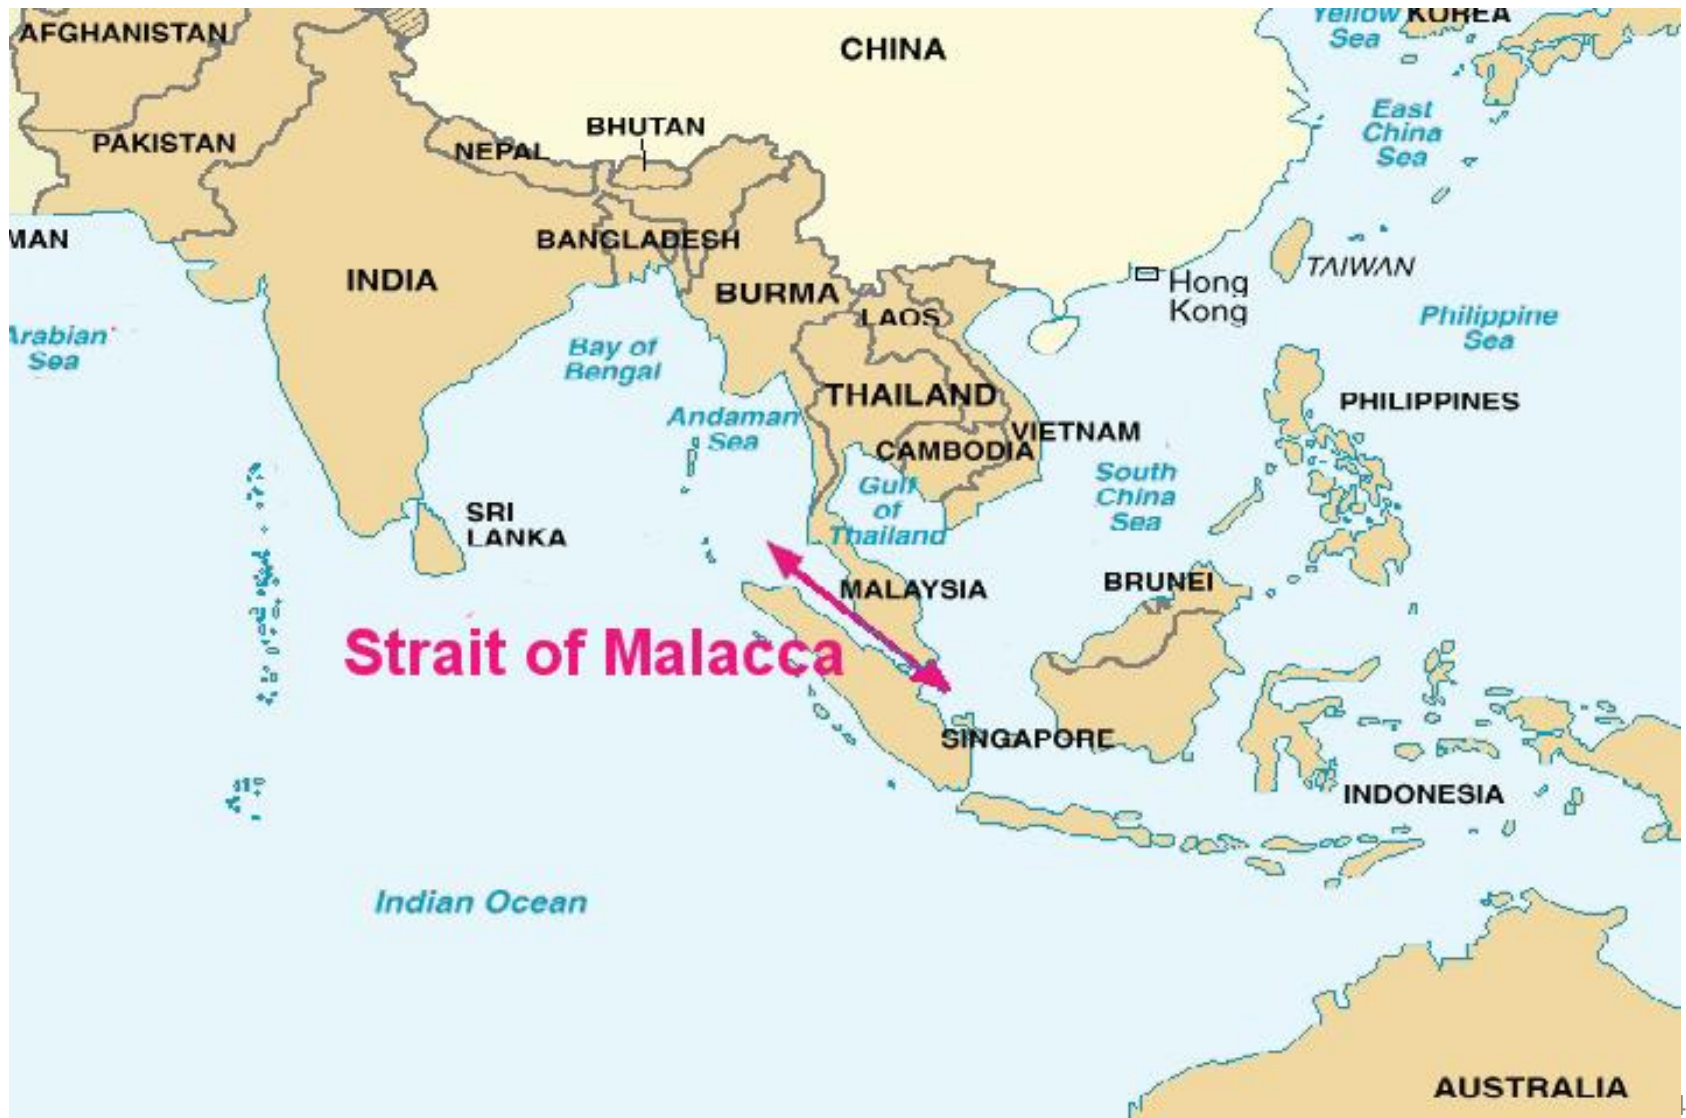 Yellow
Sea
KOREA
AFGHANISTAN
CHINA
East
China
Sea
BHUTAN
PAKISTAN
NEPAL
MAN
BANGLADESH
INDIA
BURMA
TAIWAN
Hong
Kong
LAOS
Arabian
Sea
Bay of
Bengal
Philippine
Sea
THAILAND
PHILIPPINES
Andaman
Sea
VIETNAM
CAMBODIA
South
China
Sea
Gulf
of
Thailand
SRI
LANKA
MALAYSIA
BRUNEI
Strait of Malacca
SINGAPORE
INDONESIA
Indian Ocean
AUSTRALIA